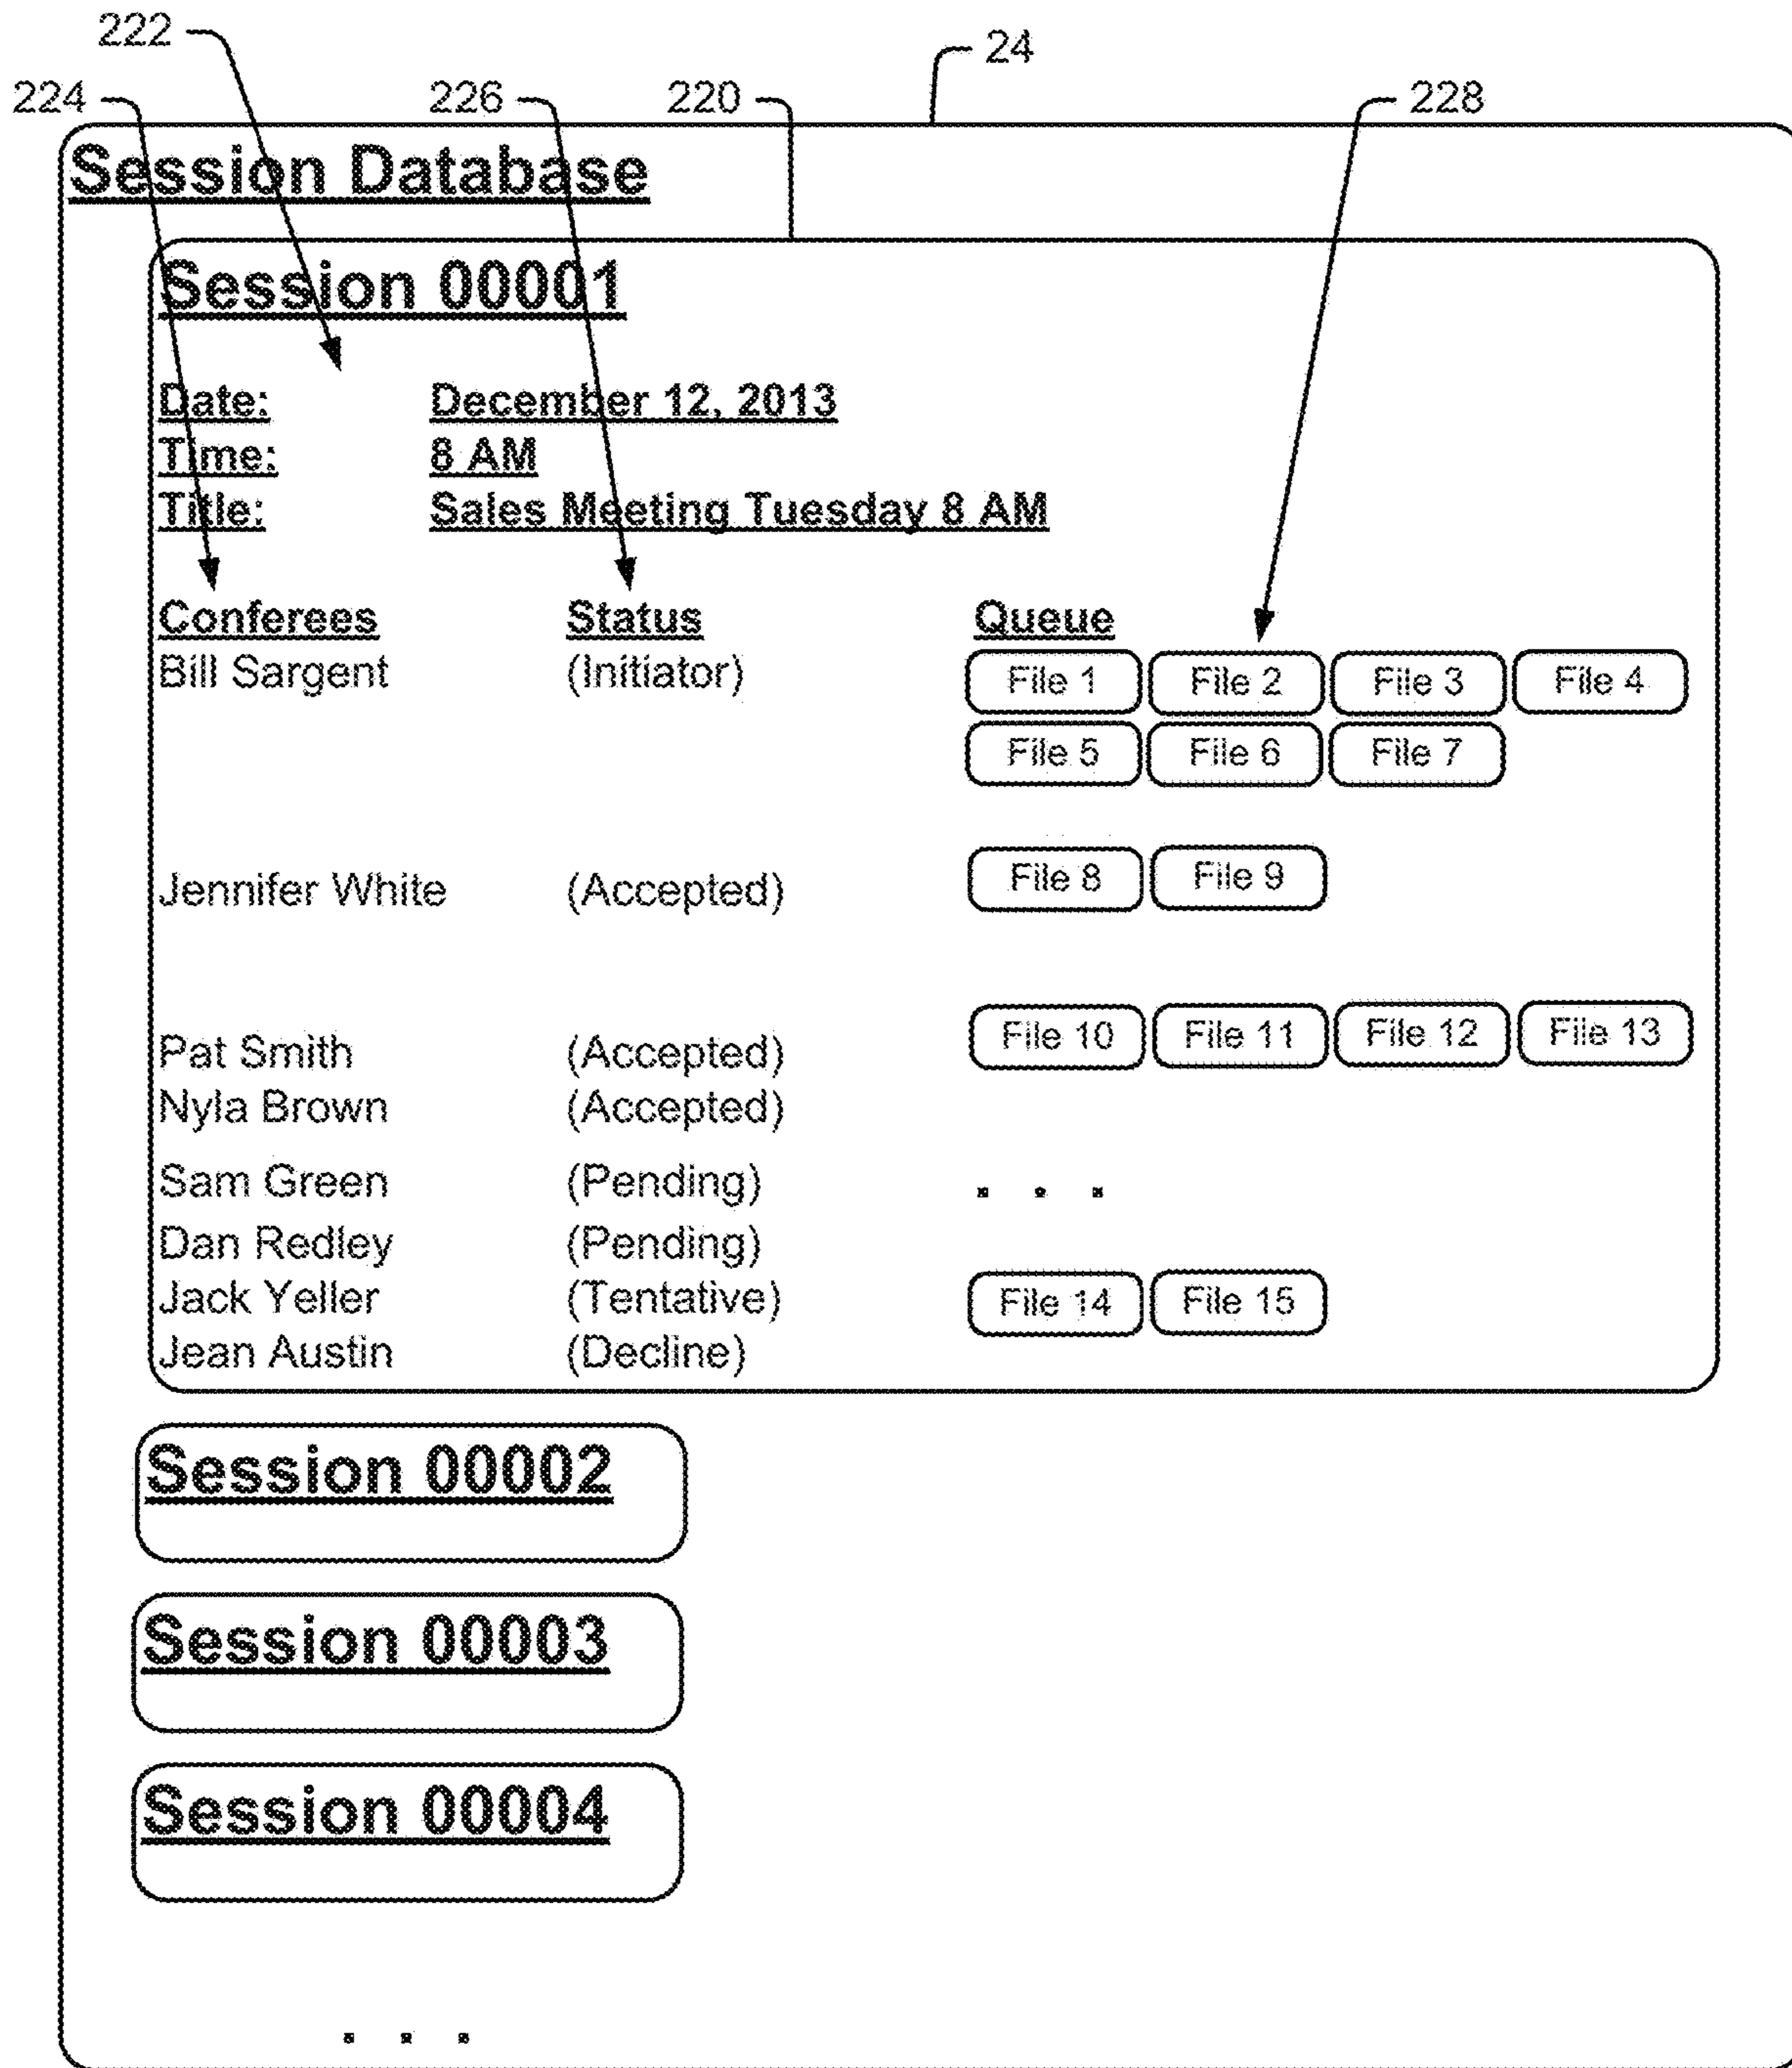 222
24
224
226
220
228
Session Database
Session 00001
Date: December 12, 2013
Time: 8 AM
Title: Sales Meeting Tuesday 8 AM
Conferees Status Queue
Bill Sargent (Initiator) File 1 File 2 File 3 File 4
File 5 File 6 File 7
Jennifer White (Accepted) File 8 File 9
Pat Smith (Accepted) File 10 File 11 File 12 File 13
Nyla Brown (Accepted)
Sam Green (Pending) . . .
Dan Redley (Pending)
Jack Yeller (Tentative) File 14 File 15
Jean Austin (Decline)
Session 00002
Session 00003
Session 00004
. . .